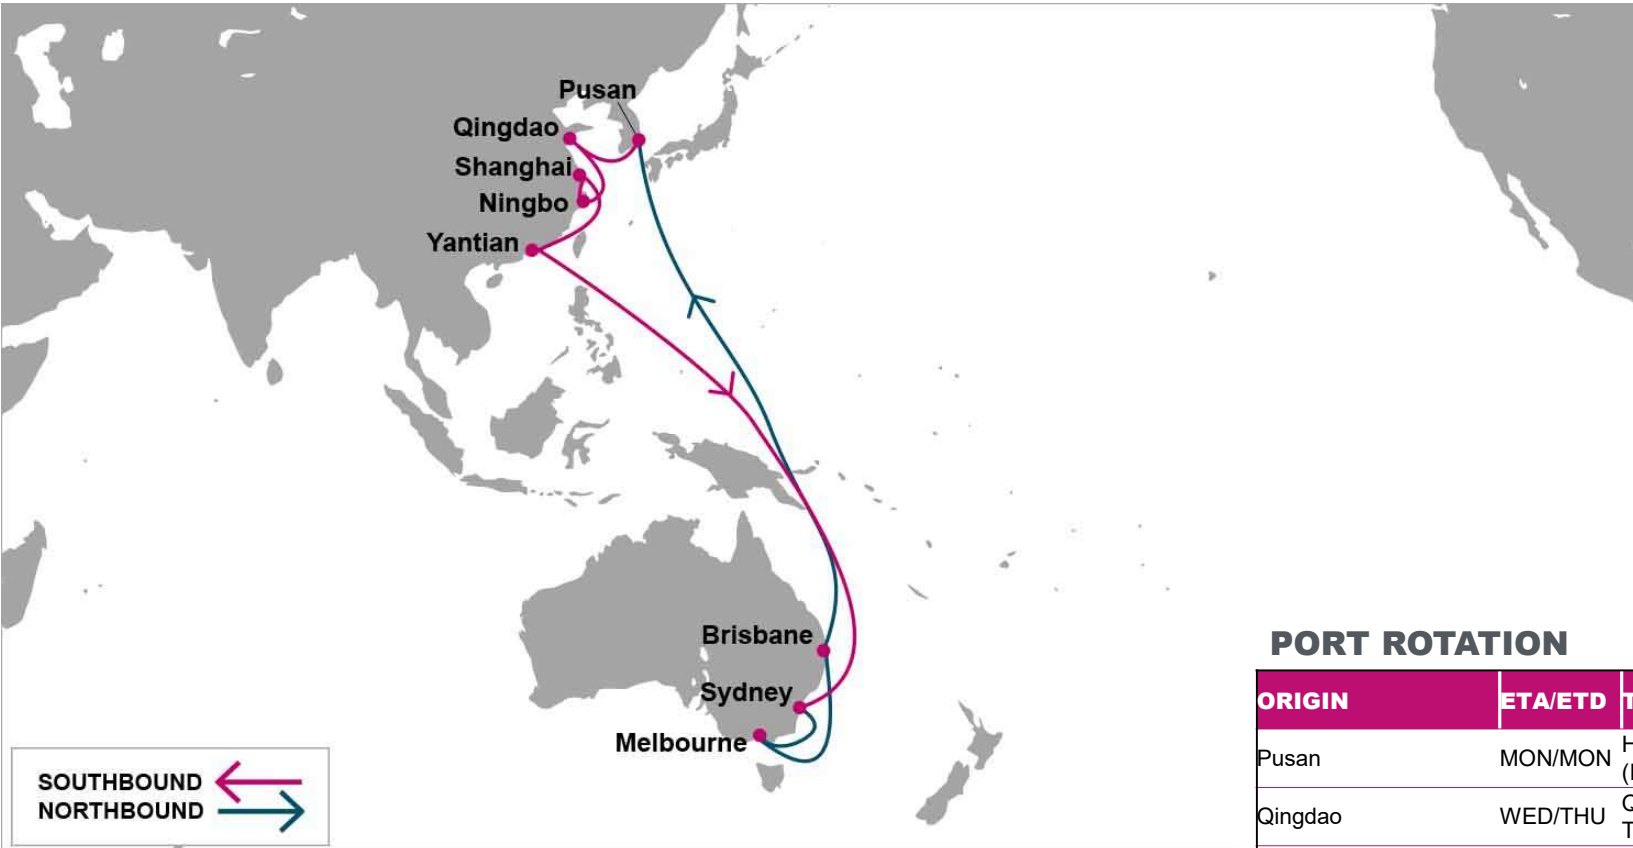 Pusan
Qingdao
Shanghai
Ningbo
Yantian
Brisbane
Sydney
Melbourne
SOUTHBOUND
NORTHBOUND
PORT ROTATION
ORIGIN ETA/ETD
Pusan MON/MON
Qingdao WED/THU